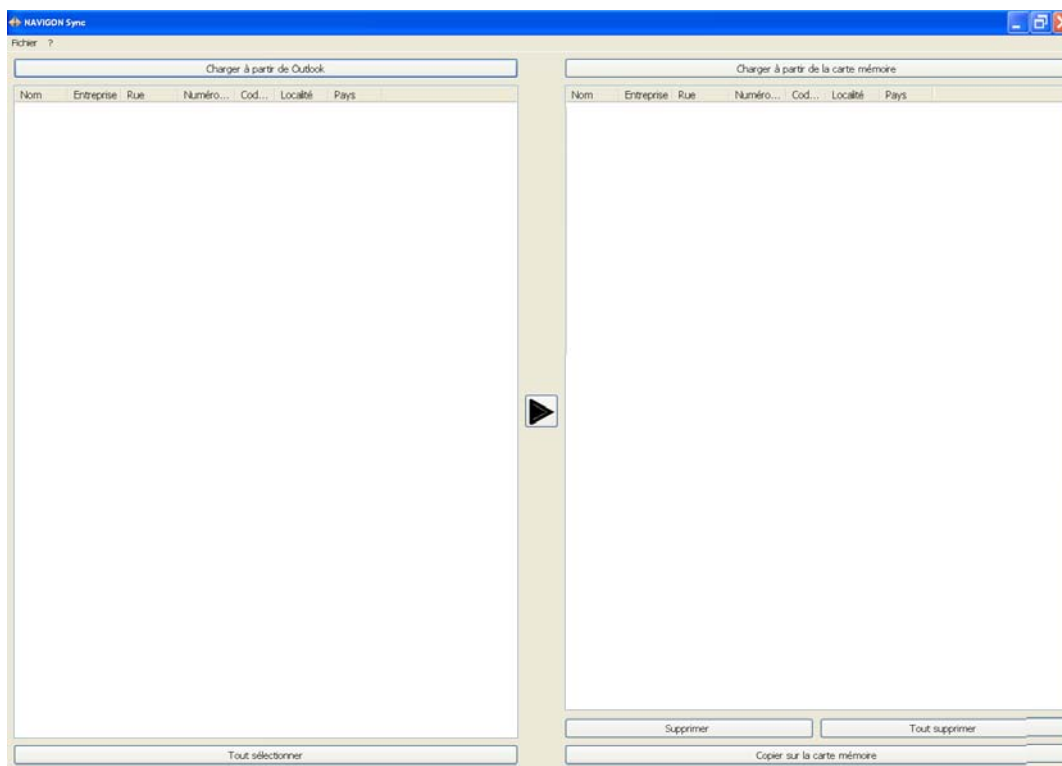 NAVIGON Sync
Fichier ?
Charger à partir de Outlook
Charger à partir de la carte mémoire
Nom Entreprise Rue Numéro... Cod... Localité Pays
Nom Entreprise Rue Numéro... Cod... Localité Pays
Supprimer
Tout supprimer
Tout sélectionner
Copier sur la carte mémoire